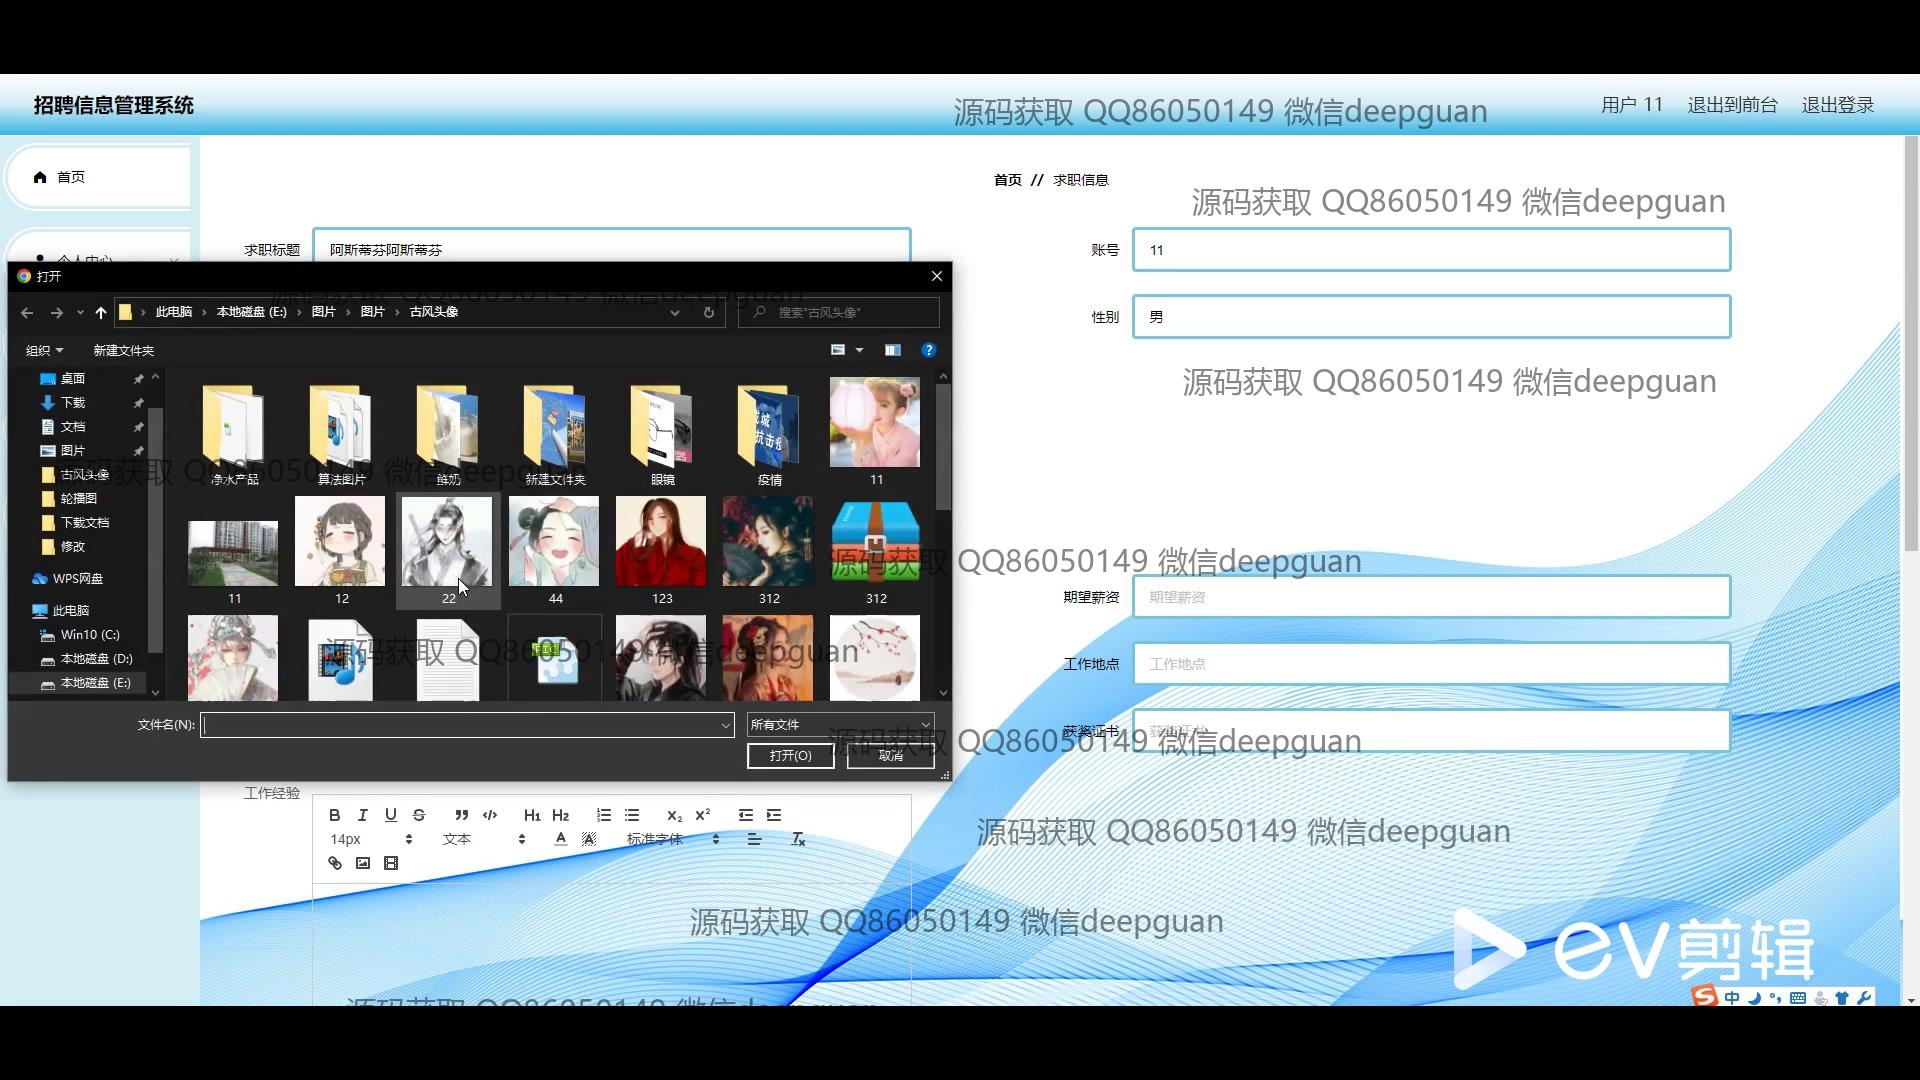 招聘信息管理系统
源码获取 QQ86050149 微信deepguan
用户 11
退出到前台
退出登录
首页
首页 // 求职信息
源码获取 QQ86050149 微信deepguan
个人中心
求职标题
阿斯蒂芬阿斯蒂芬
账号
11
打开
此电脑 › 本地磁盘 (E:) › 图片 › 图片 › 古风头像
搜索"古风头像"
性别
男
组织
新建文件夹
源码获取 QQ86050149 微信deepguan
桌面
下载
文档
图片
古风头像
轮播图
下载文档
修改
WPS网盘
此电脑
Win10 (C:)
本地磁盘 (D:)
本地磁盘 (E:)
净水产品
算法图片
新建文件夹
眼镜
疫情
11
源码获取 QQ86050149 微信deepguan
11
12
22
44
123
312
312
源码获取 QQ86050149 微信deepguan
期望薪资
期望薪资
源码获取 QQ86050149 微信deepguan
工作地点
工作地点
文件名(N):
所有文件
获奖证书
源码获取 QQ86050149 微信deepguan
打开(O)
取消
工作经验
B I U S H1 H2 X2 X2
14px
文本
标准字体
源码获取 QQ86050149 微信deepguan
源码获取 QQ86050149 微信deepguan
EV剪辑
源码获取 QQ86050149 微信deepguan
中